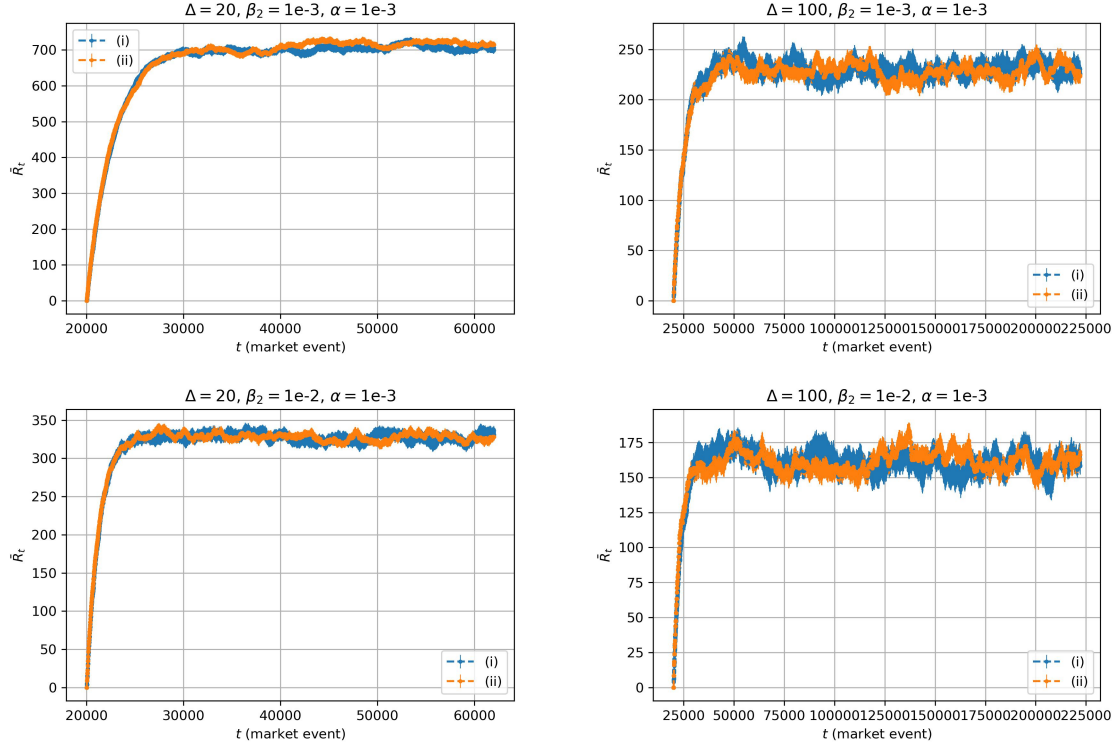 Δ = 20, β₂ = 1e-3, α = 1e-3
R̄ₜ
700
600
500
400
300
200
100
0
(i)
(ii)
20000 30000 40000 50000 60000
t (market event)
Δ = 100, β₂ = 1e-3, α = 1e-3
R̄ₜ
250
200
150
100
50
0
(i)
(ii)
25000 50000 75000 100000 125000 150000 175000 200000 225000
t (market event)
Δ = 20, β₂ = 1e-2, α = 1e-3
R̄ₜ
350
300
250
200
150
100
50
0
(i)
(ii)
20000 30000 40000 50000 60000
t (market event)
Δ = 100, β₂ = 1e-2, α = 1e-3
R̄ₜ
175
150
125
100
75
50
25
0
(i)
(ii)
25000 50000 75000 100000 125000 150000 175000 200000 225000
t (market event)